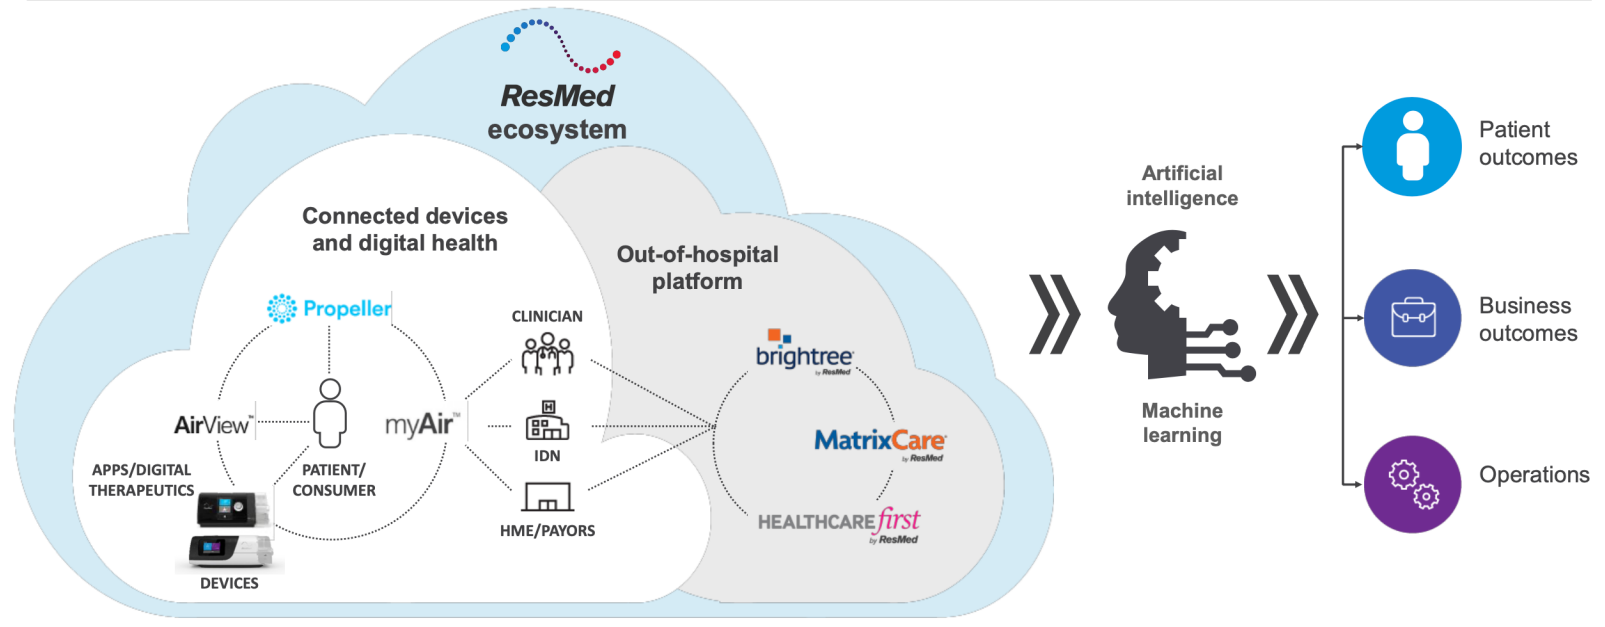 ResMed
ecosystem
Connected devices
and digital health
Propeller
AirView™
APPS/DIGITAL
THERAPEUTICS
DEVICES
PATIENT/
CONSUMER
myAir™
CLINICIAN
H
IDN
HME/PAYORS
Out-of-hospital
platform
brightree
by ResMed
MatrixCare
by ResMed
HEALTHCAREfirst
by ResMed
Artificial
intelligence
Machine
learning
Patient
outcomes
Business
outcomes
Operations